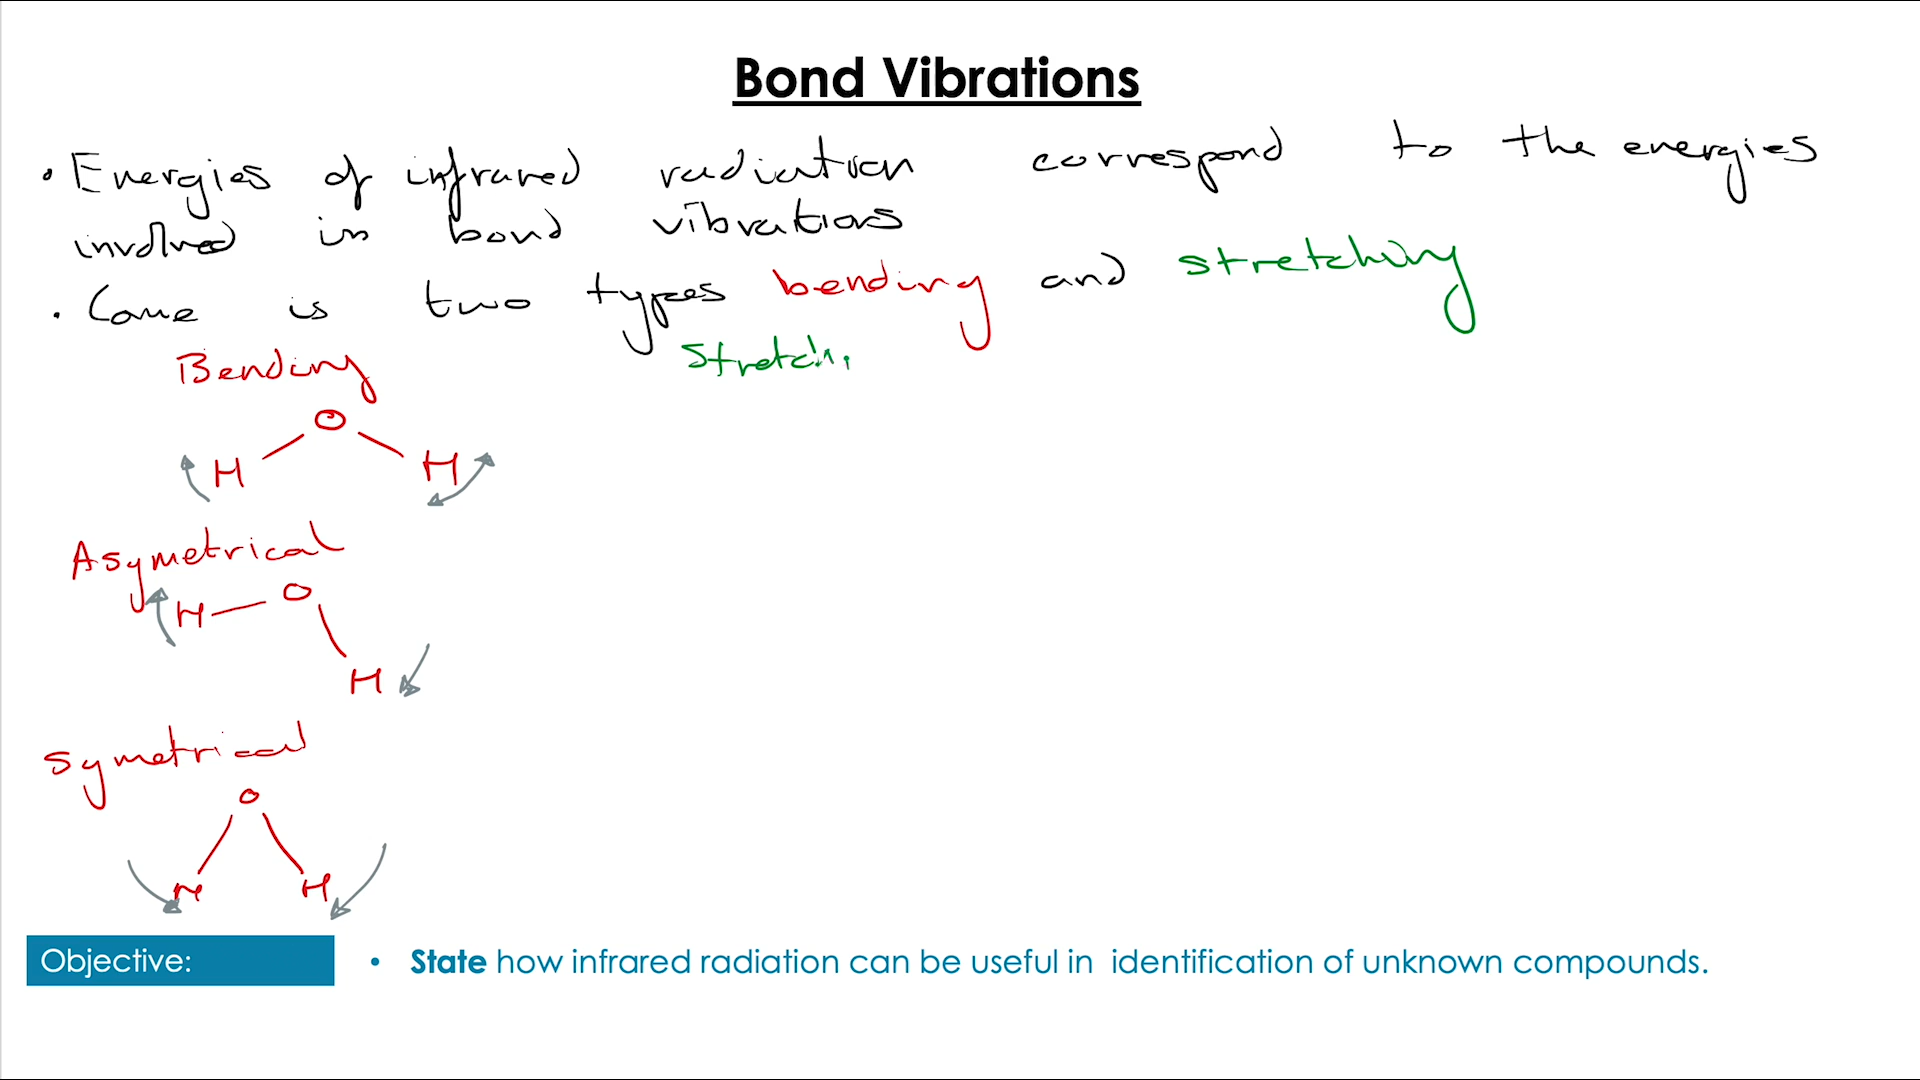 Bond Vibrations
• Energies of infrared radiation correspond to the energies
involved in bond vibrations
• Come is two types bending and stretching
Bending
Stretchi
O
H H
Asymetrical
H O
H
Symetrical
O
H H
Objective:
• State how infrared radiation can be useful in identification of unknown compounds.